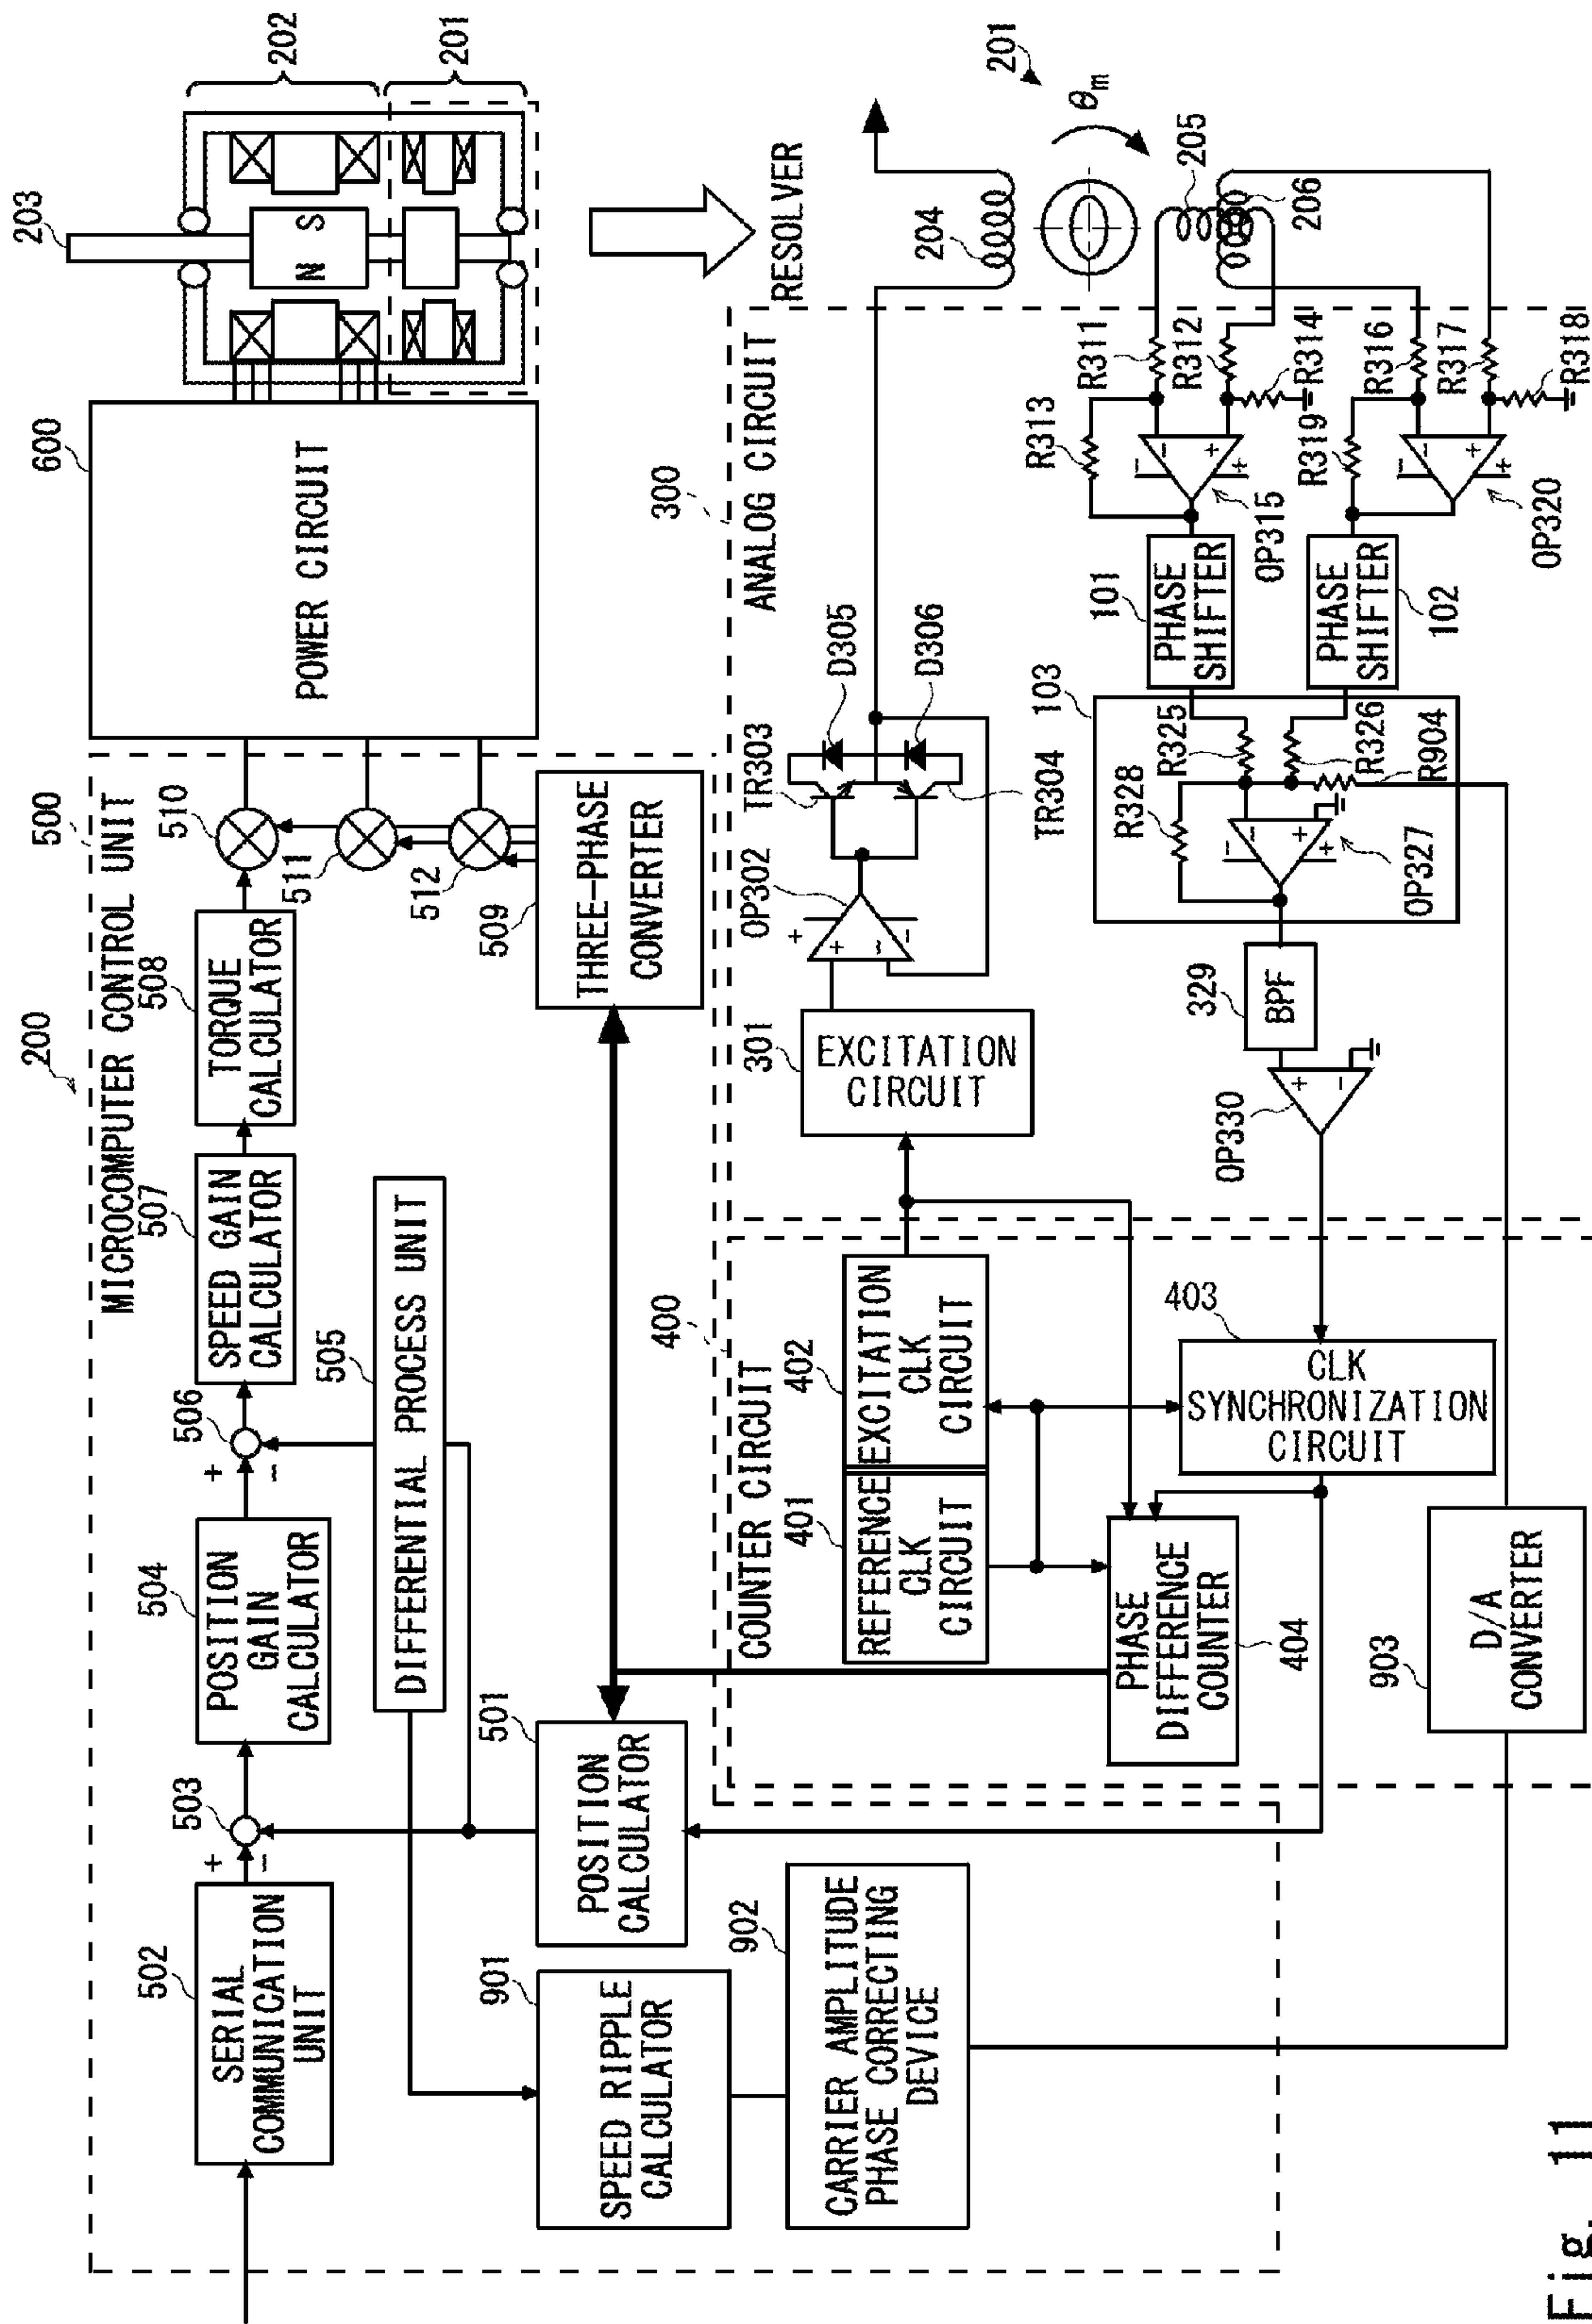 200
MICROCOMPUTER CONTROL UNIT
500
502
SERIAL
COMMUNICATION
UNIT
503
+
−
504
POSITION
GAIN
CALCULATOR
506
+
−
507
SPEED GAIN
CALCULATOR
508
TORQUE
CALCULATOR
510
511
512
600
POWER CIRCUIT
203
N S
202
201
505
DIFFERENTIAL PROCESS UNIT
501
POSITION
CALCULATOR
509
THREE-PHASE
CONVERTER
901
SPEED RIPPLE
CALCULATOR
902
CARRIER AMPLITUDE
PHASE CORRECTING
DEVICE
COUNTER CIRCUIT
400
401
REFERENCE
CLK
CIRCUIT
402
EXCITATION
CLK
CIRCUIT
403
CLK
SYNCHRONIZATION
CIRCUIT
PHASE
DIFFERENCE
COUNTER
404
903
D/A
CONVERTER
ANALOG CIRCUIT
300
301
EXCITATION
CIRCUIT
OP302
+
+
−
−
TR303
TR304
D305
D306
RESOLVER
201
204
θm
205
206
R311
R312
R313
R314
−
−
+
+
OP315
R316
R317
R318
R319
−
−
+
+
OP320
101
PHASE
SHIFTER
PHASE
SHIFTER
102
103
R325
R326
R328
R904
−
−
+
+
OP327
329
BPF
OP330
+
−
Fig. 11